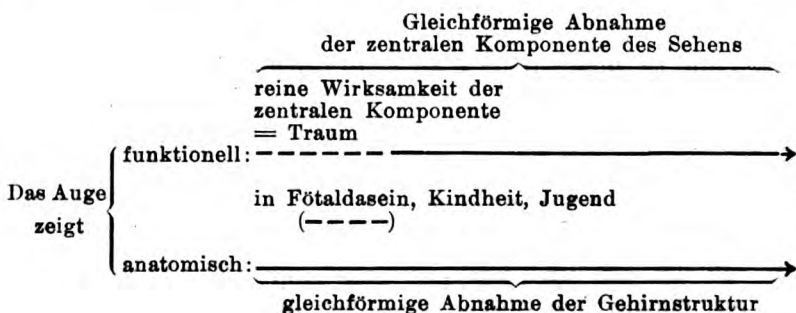 Gleichförmige Abnahme
der zentralen Komponente des Sehens
reine Wirksamkeit der
zentralen Komponente
= Traum
funktionell:
Das Auge
zeigt
in Fötaldasein, Kindheit, Jugend
(– – – –)
anatomisch:
gleichförmige Abnahme der Gehirnstruktur